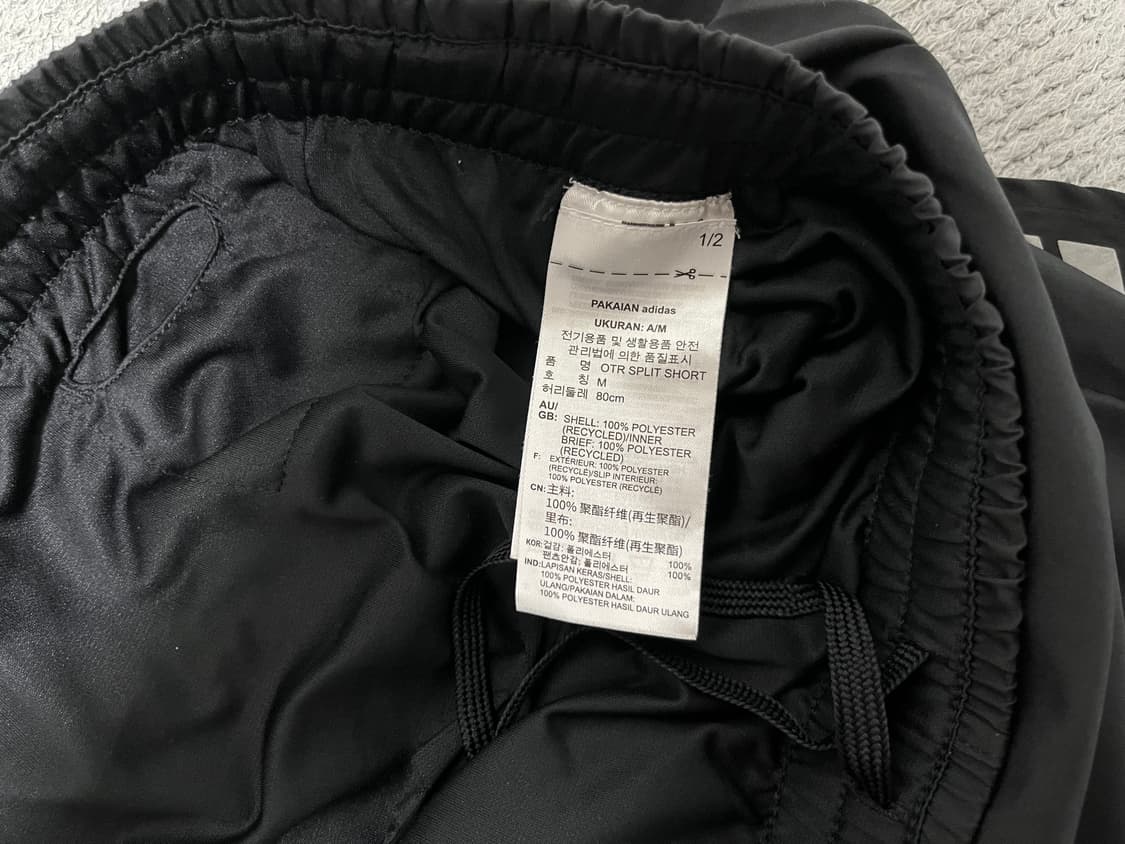 1/2
PAKAIAN adidas
UKURAN: A/M
전기용품 및 생활용품 안전
관리법에 의한 품질표시
품 명 OTR SPLIT SHORT
호 칭 M
허리둘레 80cm
AU/
GB: SHELL: 100% POLYESTER
(RECYCLED)/INNER
BRIEF: 100% POLYESTER
(RECYCLED)
F: EXTÉRIEUR: 100% POLYESTER
(RECYCLÉ)/SLIP INTERIEUR:
100% POLYESTER (RECYCLÉ)
CN: 主料:
100% 聚酯纤维(再生聚酯)/
里布:
100% 聚酯纤维(再生聚酯)
KOR: 겉감: 폴리에스터 100%
팬츠안감: 폴리에스터 100%
IND: LAPISAN KERAS/SHELL:
100% POLYESTER HASIL DAUR
ULANG/PAKAIAN DALAM:
100% POLYESTER HASIL DAUR ULANG